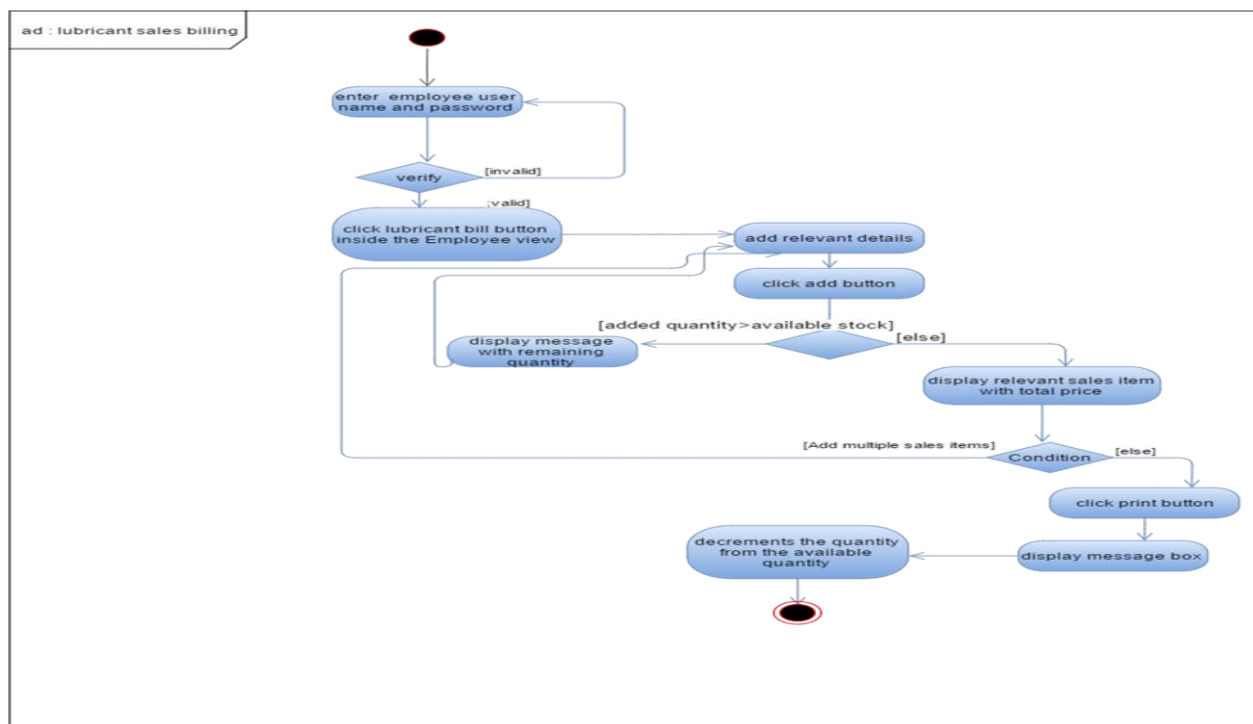 ad : lubricant sales billing
enter employee user
name and password
[invalid]
verify
;valid]
click lubricant bill button
inside the Employee view
add relevant details
click add button
[added quantity>available stock]
[else]
display message
with remaining
quantity
display relevant sales item
with total price
[Add multiple sales items]
Condition
[else]
click print button
decrements the quantity
from the available
quantity
display message box